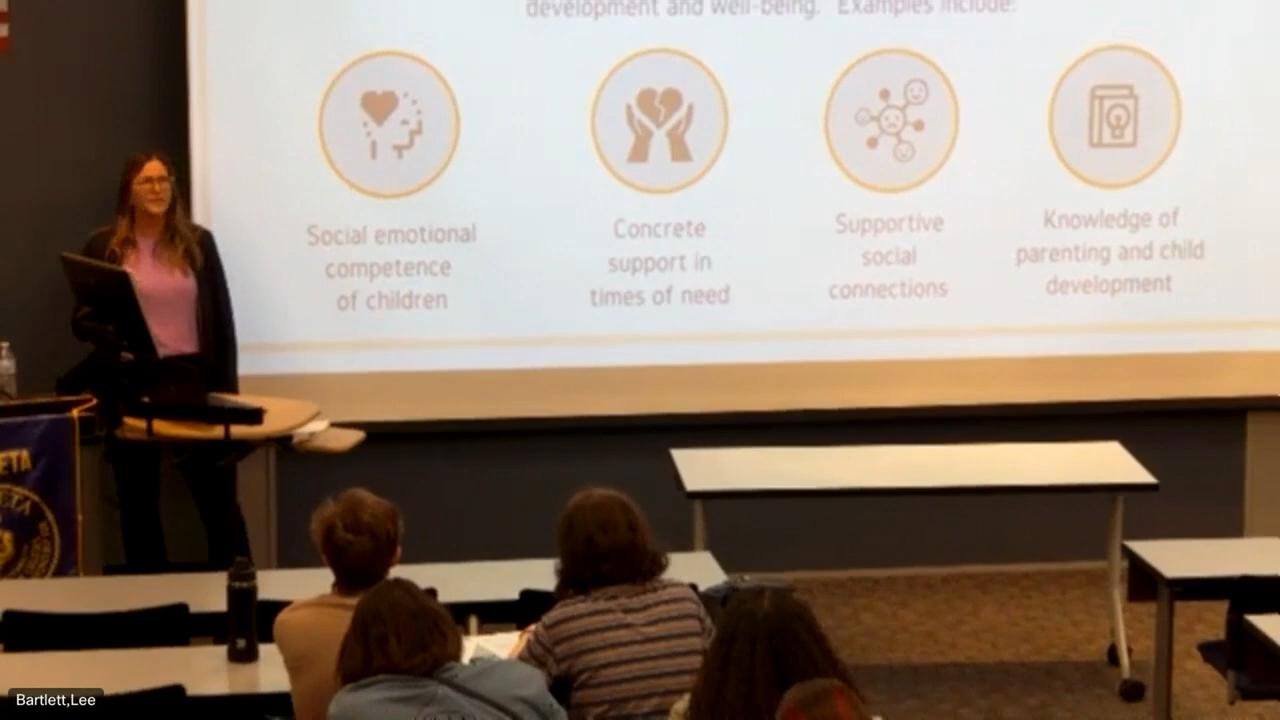 development and well-being. Examples include:
Social emotional
competence
of children
Concrete
support in
times of need
Supportive
social
connections
Knowledge of
parenting and child
development
ETA
Bartlett,Lee